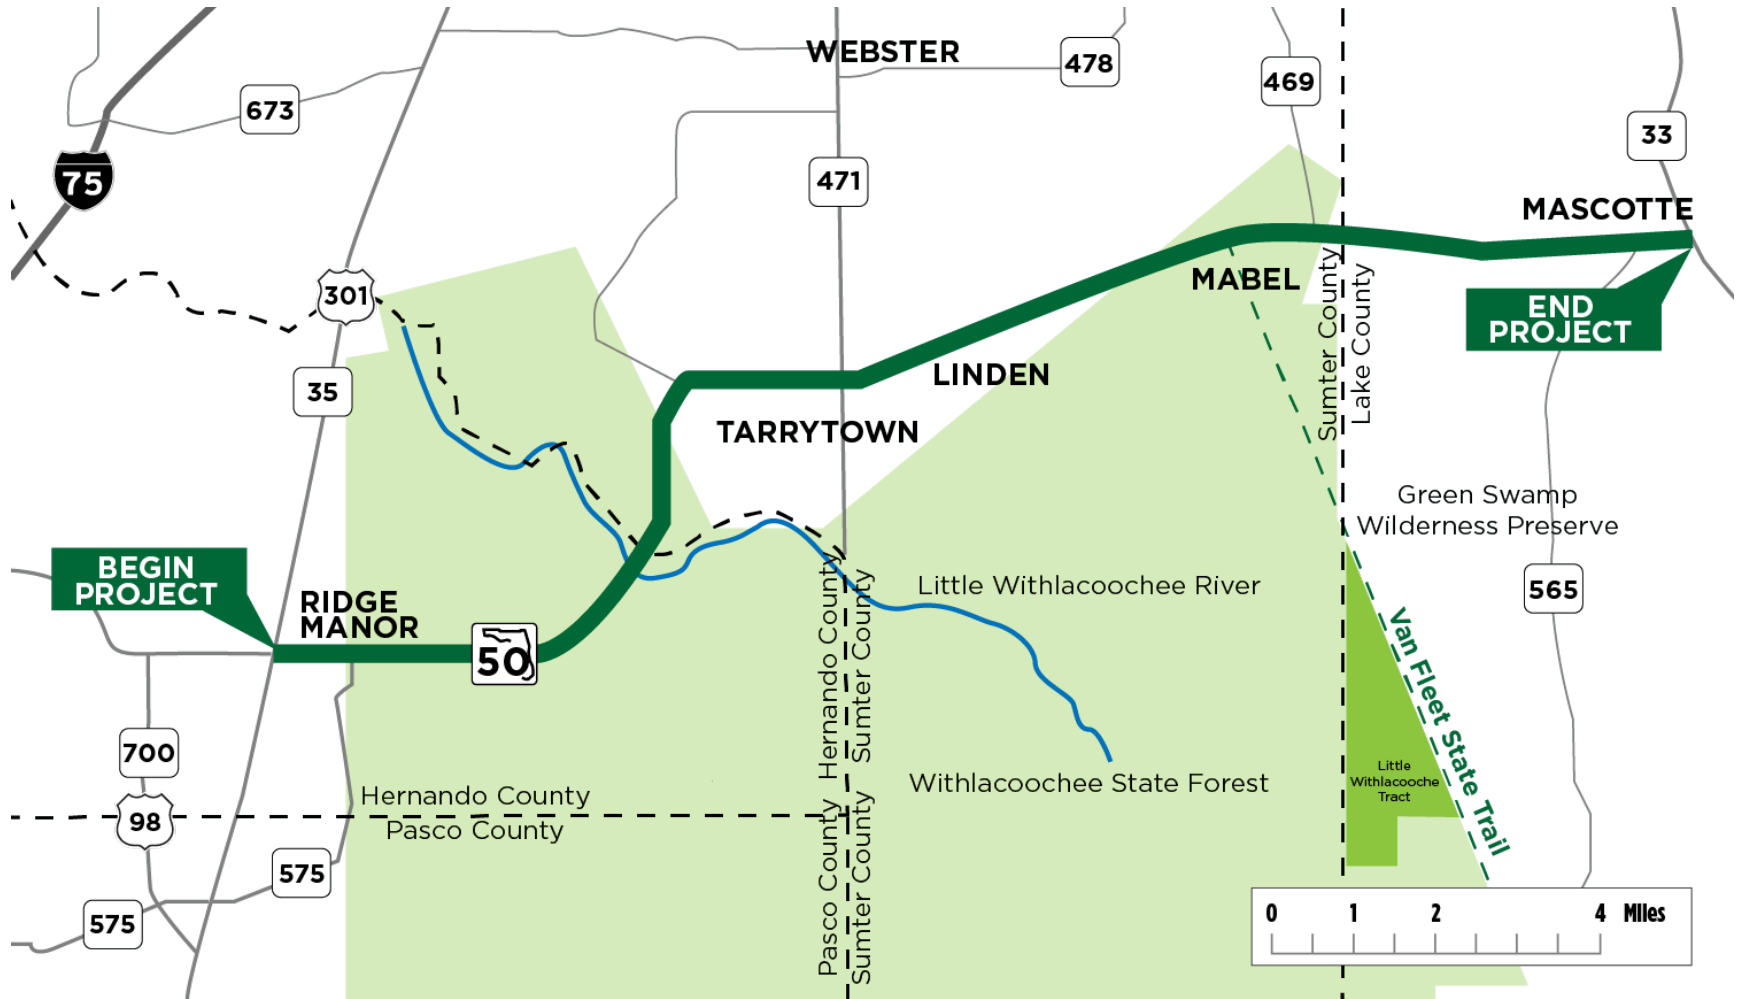 WEBSTER
478
469
673
33
75
471
MASCOTTE
301
MABEL
END
PROJECT
Sumter County
Lake County
35
LINDEN
TARRYTOWN
Green Swamp
Wilderness Preserve
BEGIN
PROJECT
RIDGE
MANOR
50
Little Withlacoochee River
565
Hernando County
Sumter County
Van Fleet State Trail
700
98
Hernando County
Pasco County
Withlacoochee State Forest
Little
Withlacooche
Tract
575
575
Pasco County
Sumter County
0 1 2 4 Miles